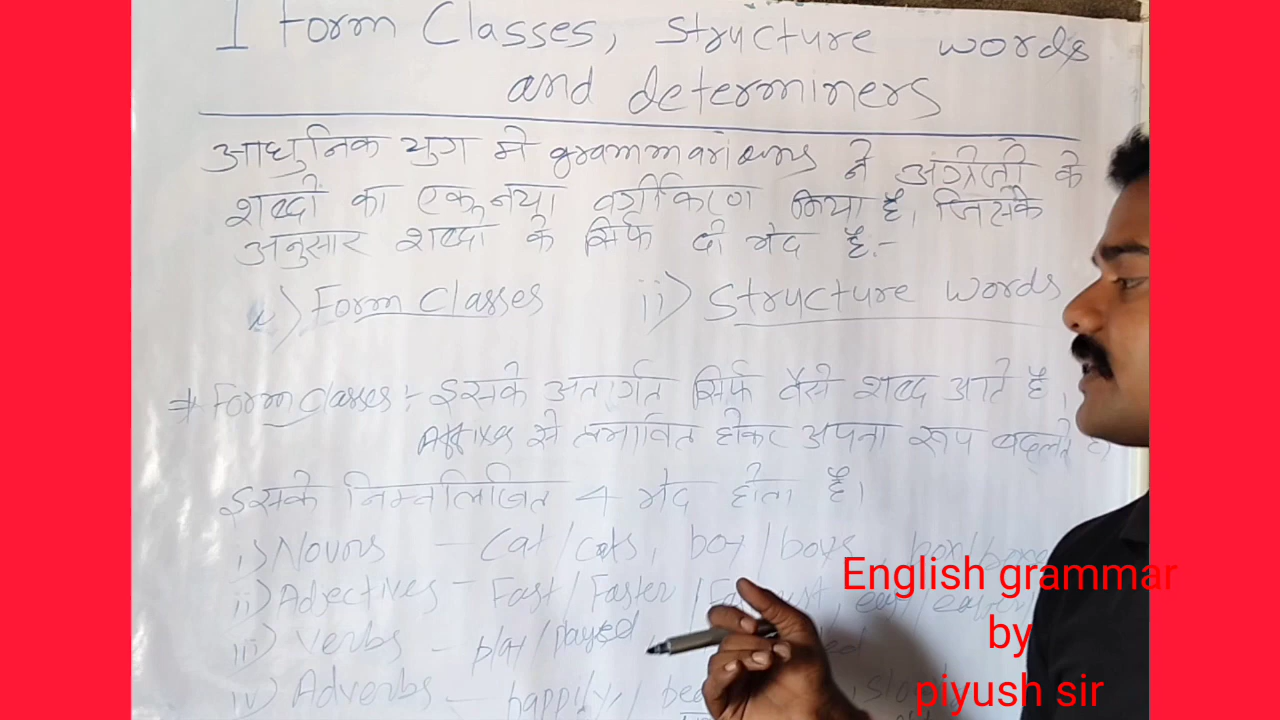 1 Form Classes, Structure words
and determiners
आधुनिक युग मे grammarians ने अंग्रेजी के
शब्दों का एक नया वर्गीकरण किया है, जिसके
अनुसार शब्दों के सिर्फ दो भेद है:-
i) Form Classes ii) Structure words
⇒ Form Classes :- इसके अंतर्गत सिर्फ वैसे शब्द आते है,
Affixes से प्रभावित होकर अपना रूप बदलते
इसके निम्नलिखित 4 भेद होता है।
i) Nouns - Cat/cats, boy/boys,
ii) Adjectives - Fast/Faster/
iii) Verbs - play/played
iv) Adverbs - happily,
English grammar
by
piyush sir